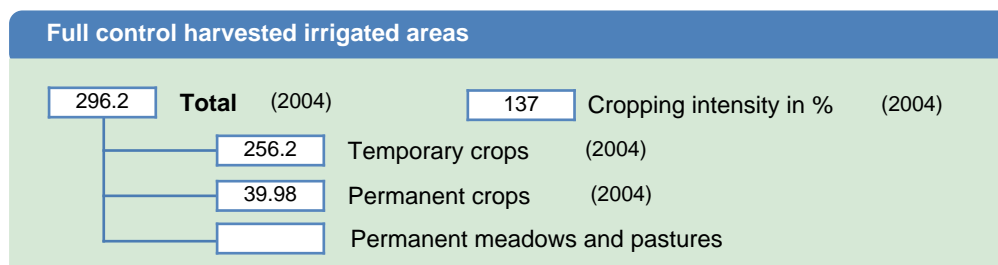 Full control harvested irrigated areas
296.2 Total (2004) 137 Cropping intensity in % (2004)
256.2 Temporary crops (2004)
39.98 Permanent crops (2004)
Permanent meadows and pastures